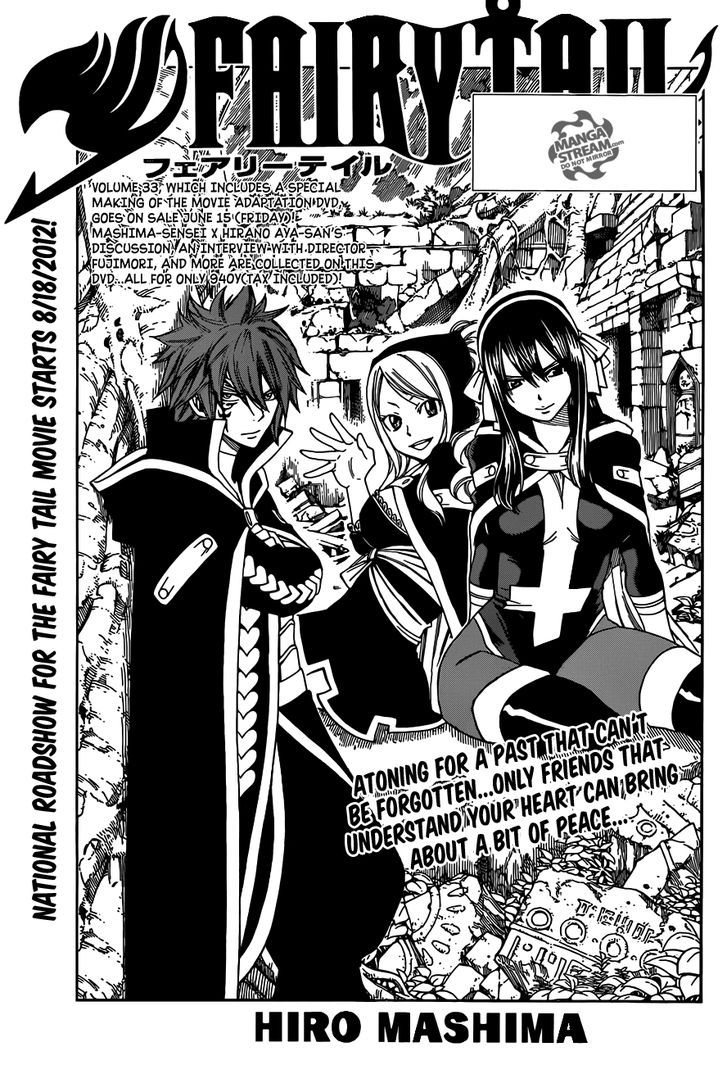 FAIRY TAIL
フェアリーテイル
MANGA
STREAM.com
DO NOT MIRROR
VOLUME 33, WHICH INCLUDES A SPECIAL
MAKING OF THE MOVIE ADAPTATION DVD,
GOES ON SALE JUNE 15 (FRIDAY)!
MASHIMA-SENSEI X HIRANO AYA-SAN'S
DISCUSSION, AN INTERVIEW WITH DIRECTOR
FUJIMORI, AND MORE ARE COLLECTED ON THIS
DVD...ALL FOR ONLY 940Y(TAX INCLUDED)!
NATIONAL ROADSHOW FOR THE FAIRY TAIL MOVIE STARTS 8/18/2012!
ATONING FOR A PAST THAT CAN'T
BE FORGOTTEN...ONLY FRIENDS THAT
UNDERSTAND YOUR HEART CAN BRING
ABOUT A BIT OF PEACE...
HIRO MASHIMA